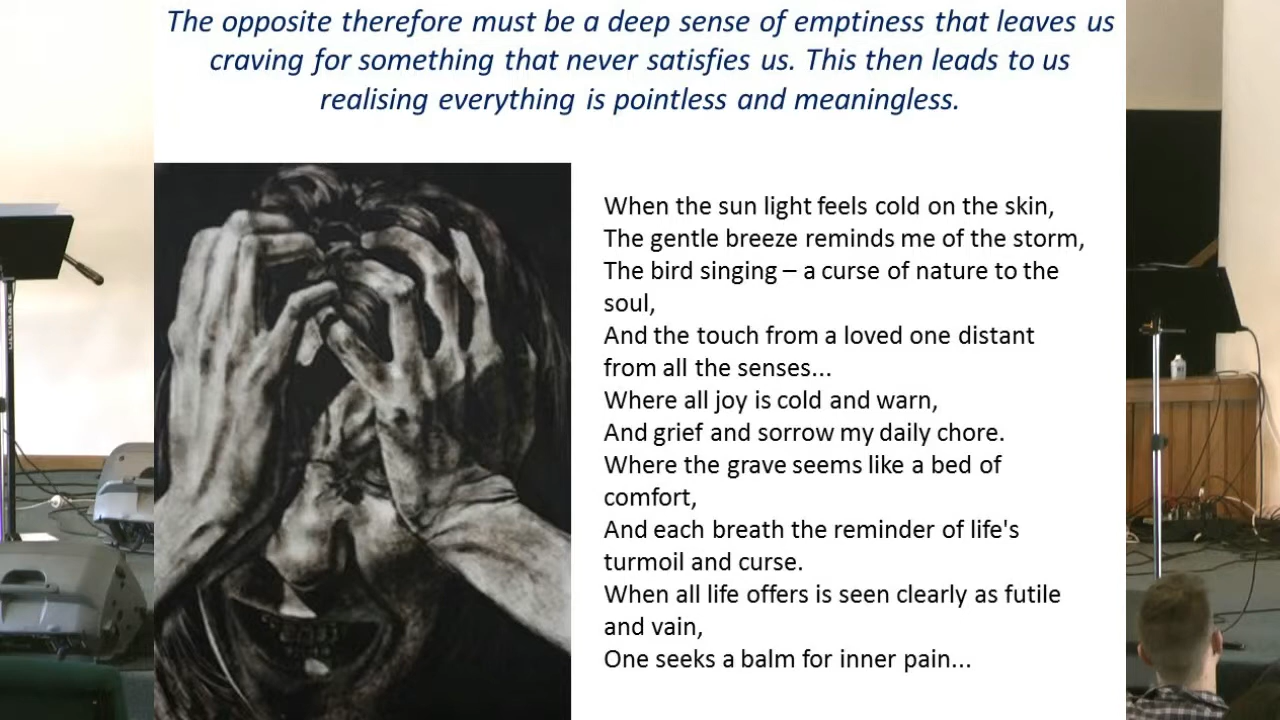 The opposite therefore must be a deep sense of emptiness that leaves us
craving for something that never satisfies us. This then leads to us
realising everything is pointless and meaningless.
When the sun light feels cold on the skin,
The gentle breeze reminds me of the storm,
The bird singing – a curse of nature to the
soul,
And the touch from a loved one distant
from all the senses...
Where all joy is cold and warn,
And grief and sorrow my daily chore.
Where the grave seems like a bed of
comfort,
And each breath the reminder of life's
turmoil and curse.
When all life offers is seen clearly as futile
and vain,
One seeks a balm for inner pain...
ULTIMATE